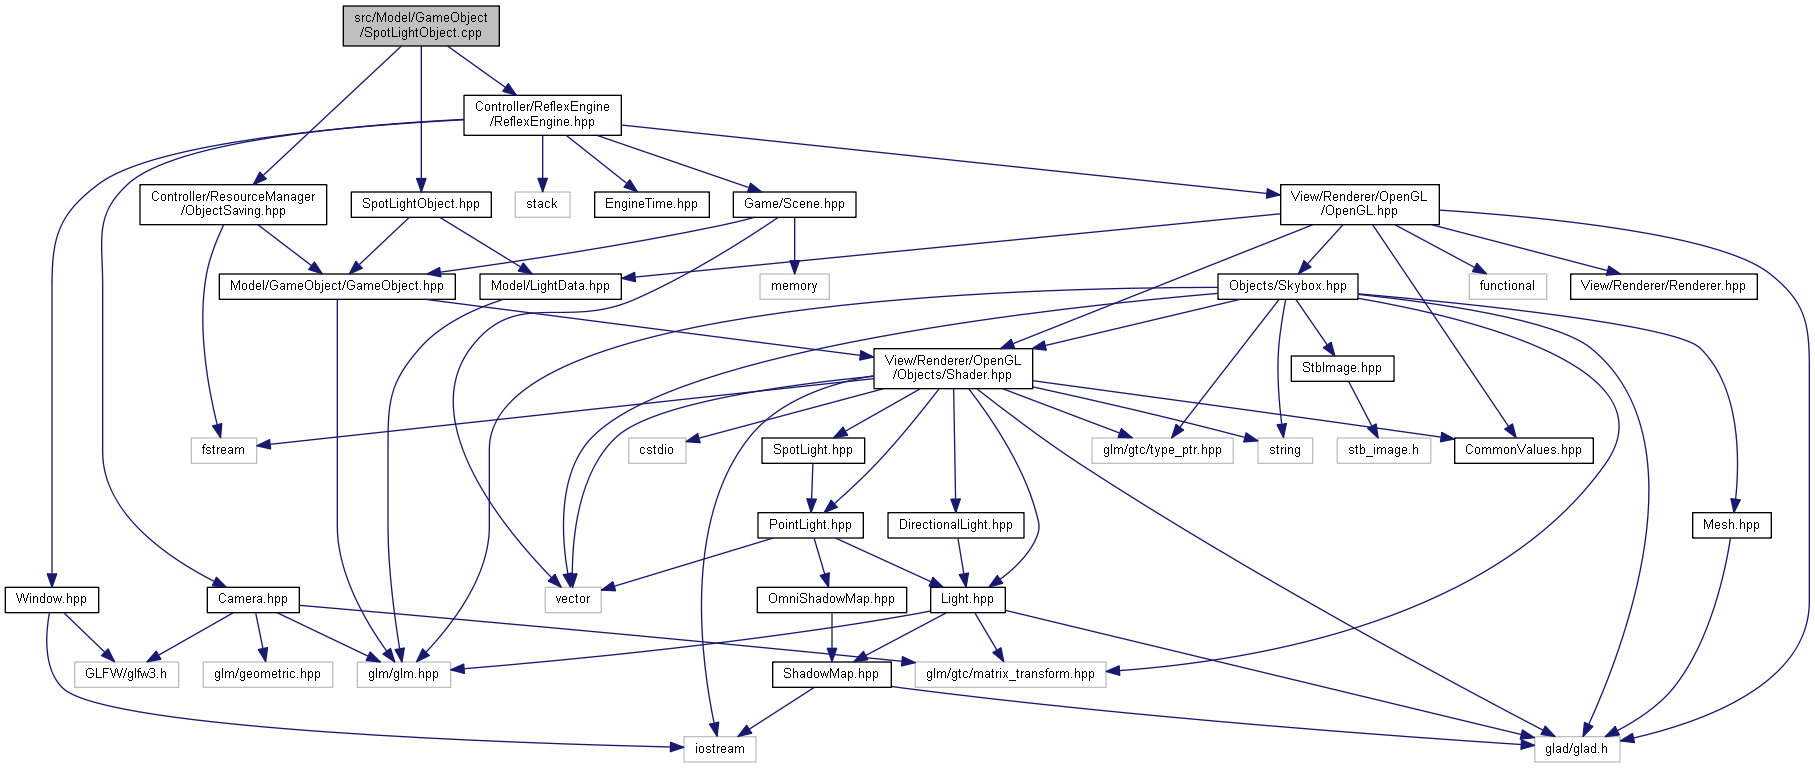 src/Model/GameObject
/SpotLightObject.cpp
Controller/ReflexEngine
/ReflexEngine.hpp
Controller/ResourceManager
/ObjectSaving.hpp
SpotLightObject.hpp
stack
EngineTime.hpp
Game/Scene.hpp
View/Renderer/OpenGL
/OpenGL.hpp
Model/GameObject/GameObject.hpp
Model/LightData.hpp
memory
Objects/Skybox.hpp
functional
View/Renderer/Renderer.hpp
View/Renderer/OpenGL
/Objects/Shader.hpp
StbImage.hpp
fstream
cstdio
SpotLight.hpp
glm/gtc/type_ptr.hpp
string
stb_image.h
CommonValues.hpp
PointLight.hpp
DirectionalLight.hpp
Mesh.hpp
Window.hpp
Camera.hpp
vector
OmniShadowMap.hpp
Light.hpp
GLFW/glfw3.h
glm/geometric.hpp
glm/glm.hpp
ShadowMap.hpp
glm/gtc/matrix_transform.hpp
iostream
glad/glad.h